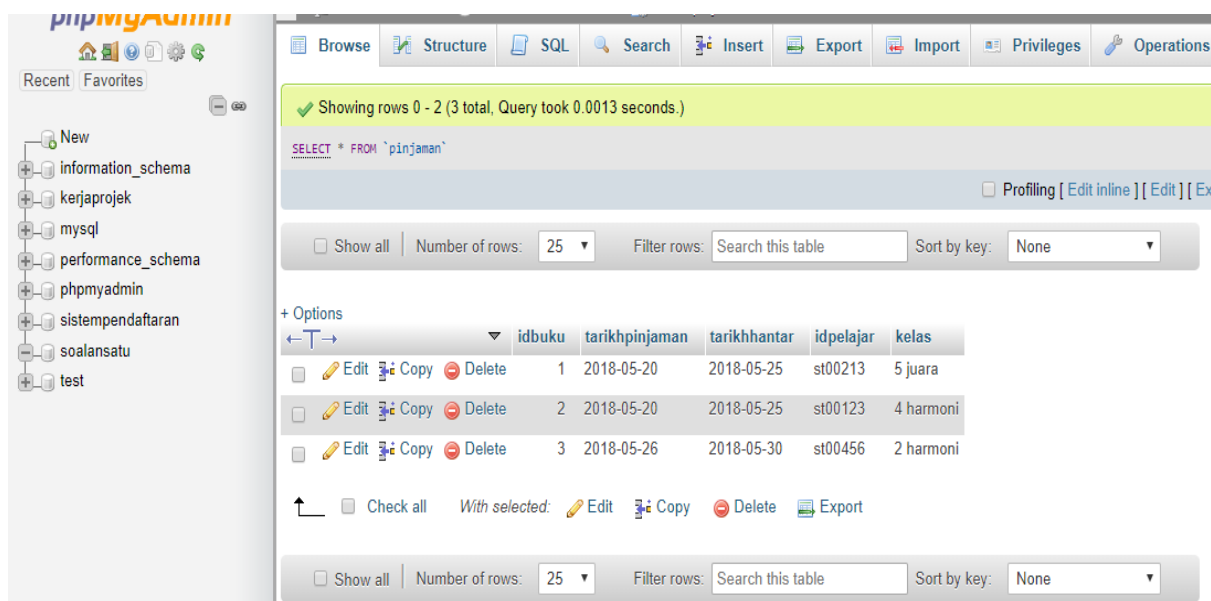 phpMyAdmin
Recent Favorites
New
information_schema
kerjaprojek
mysql
performance_schema
phpmyadmin
sistempendaftaran
soalansatu
test
Browse Structure SQL Search Insert Export Import Privileges Operations
Showing rows 0 - 2 (3 total, Query took 0.0013 seconds.)
SELECT * FROM `pinjaman`
Profiling [ Edit inline ] [ Edit ] [ Ex
Show all Number of rows: 25 Filter rows: Search this table Sort by key: None
+ Options
←T→ ▼ idbuku tarikhpinjaman tarikhhantar idpelajar kelas
Edit Copy Delete 1 2018-05-20 2018-05-25 st00213 5 juara
Edit Copy Delete 2 2018-05-20 2018-05-25 st00123 4 harmoni
Edit Copy Delete 3 2018-05-26 2018-05-30 st00456 2 harmoni
Check all With selected: Edit Copy Delete Export
Show all Number of rows: 25 Filter rows: Search this table Sort by key: None